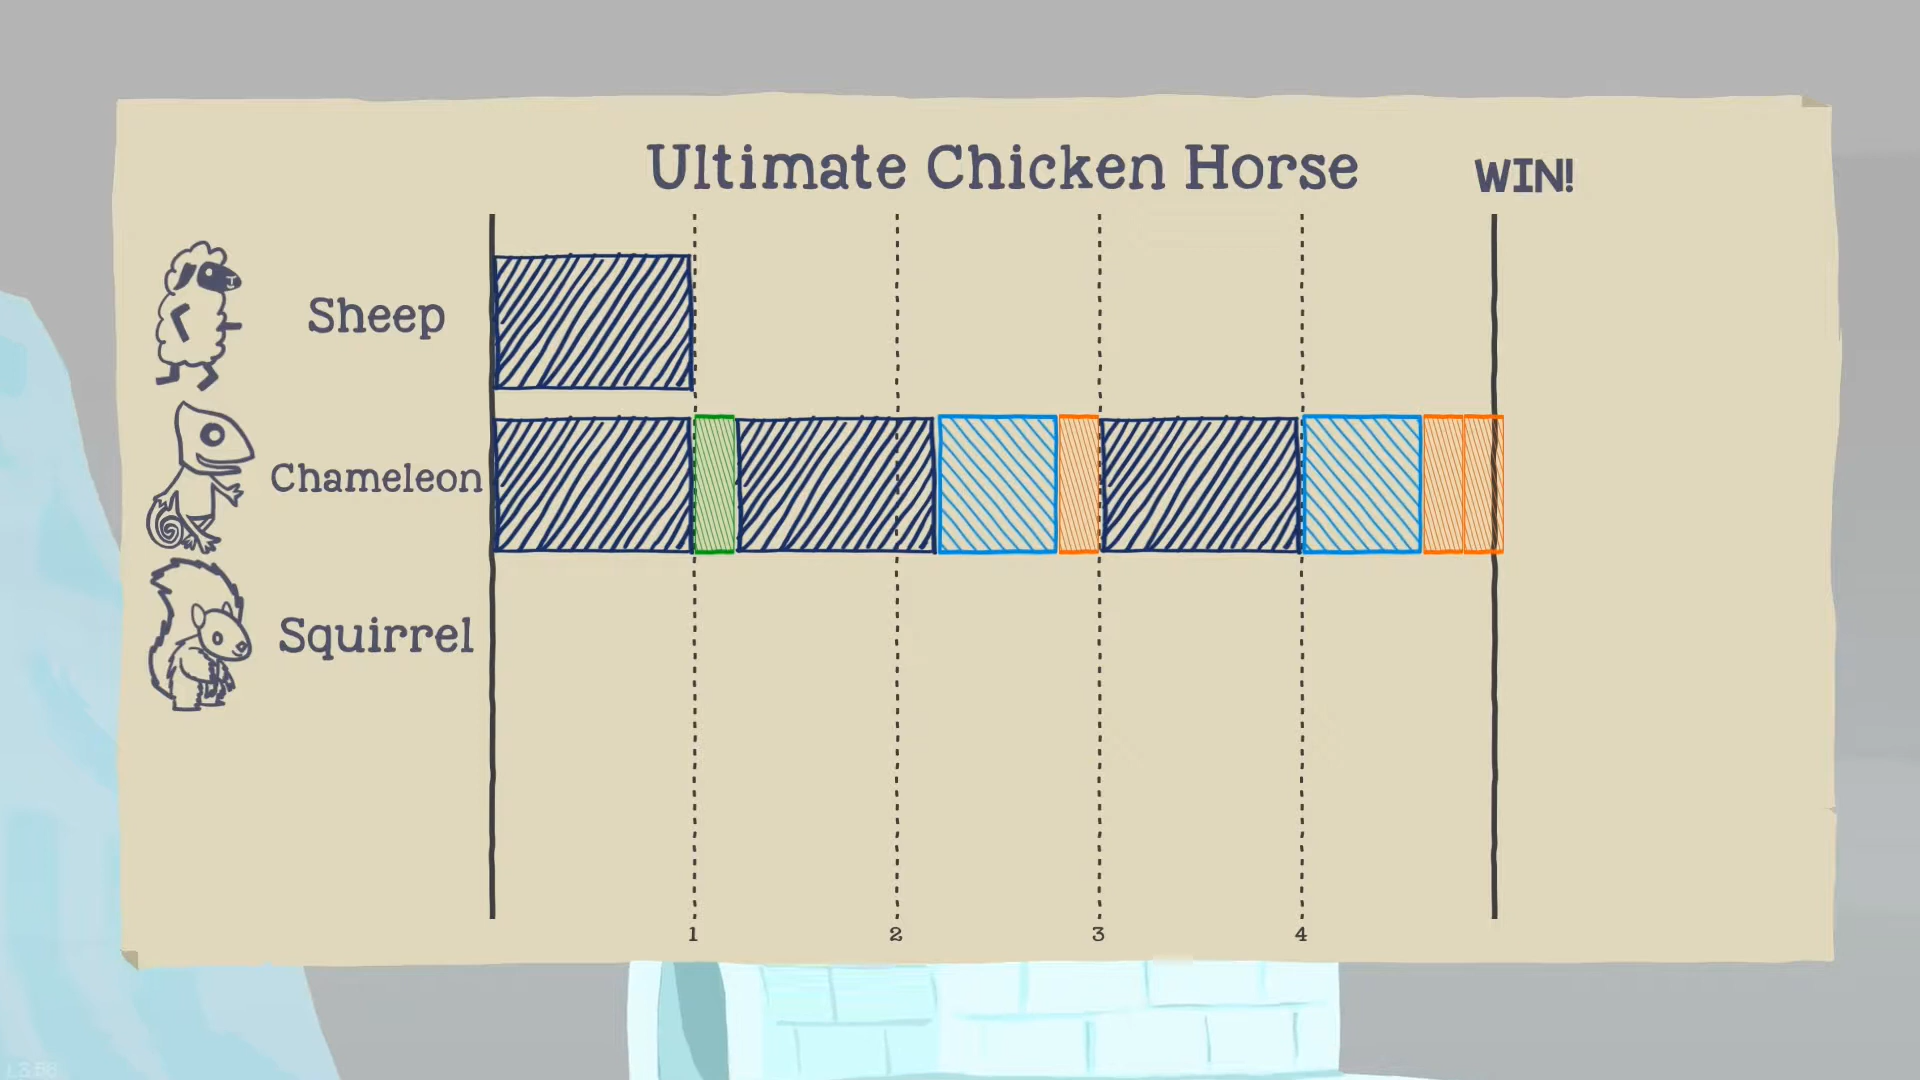 Ultimate Chicken Horse
WIN!
Sheep
Chameleon
Squirrel
1 2 3 4